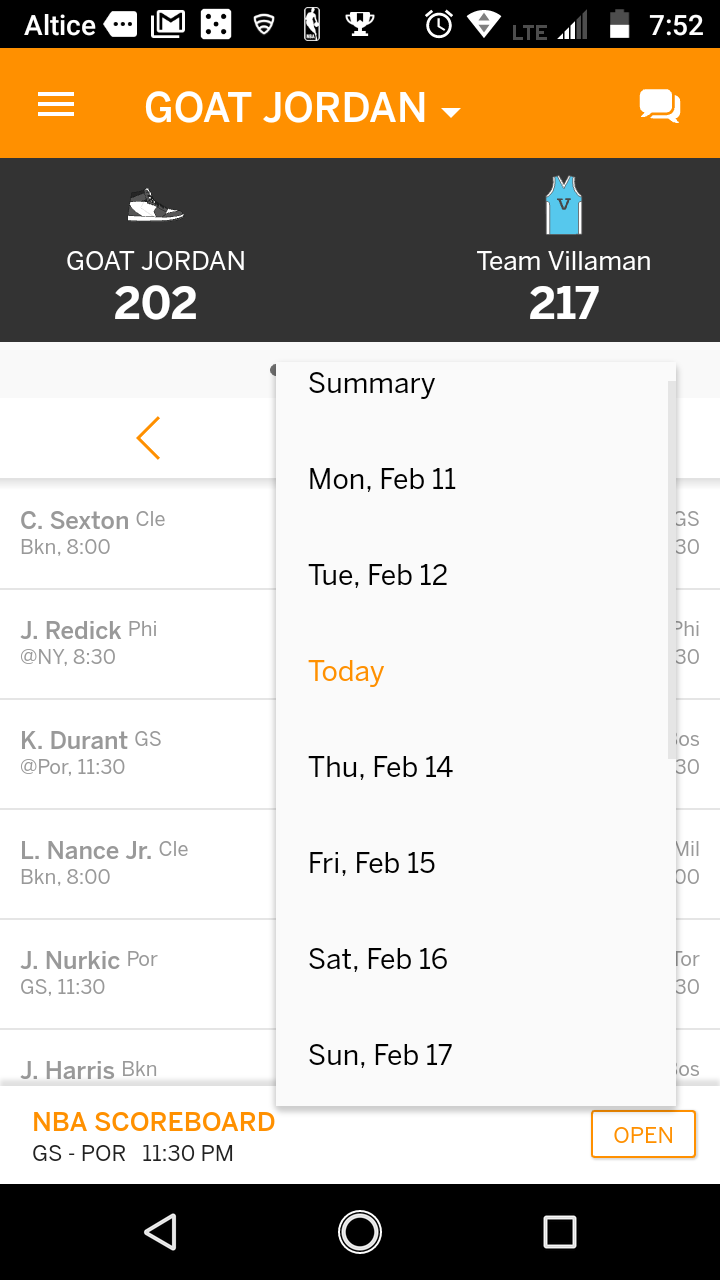 Altice LTE 7:52
GOAT JORDAN
V
GOAT JORDAN Team Villaman
202 217
Summary
Mon, Feb 11
Tue, Feb 12
Today
Thu, Feb 14
Fri, Feb 15
Sat, Feb 16
Sun, Feb 17
C. Sexton Cle GS
Bkn, 8:00 30
J. Redick Phi Phi
@NY, 8:30 30
K. Durant GS Bos
@Por, 11:30 30
L. Nance Jr. Cle Mil
Bkn, 8:00 00
J. Nurkic Por Tor
GS, 11:30 30
J. Harris Bkn Bos
NBA SCOREBOARD
GS - POR 11:30 PM
OPEN